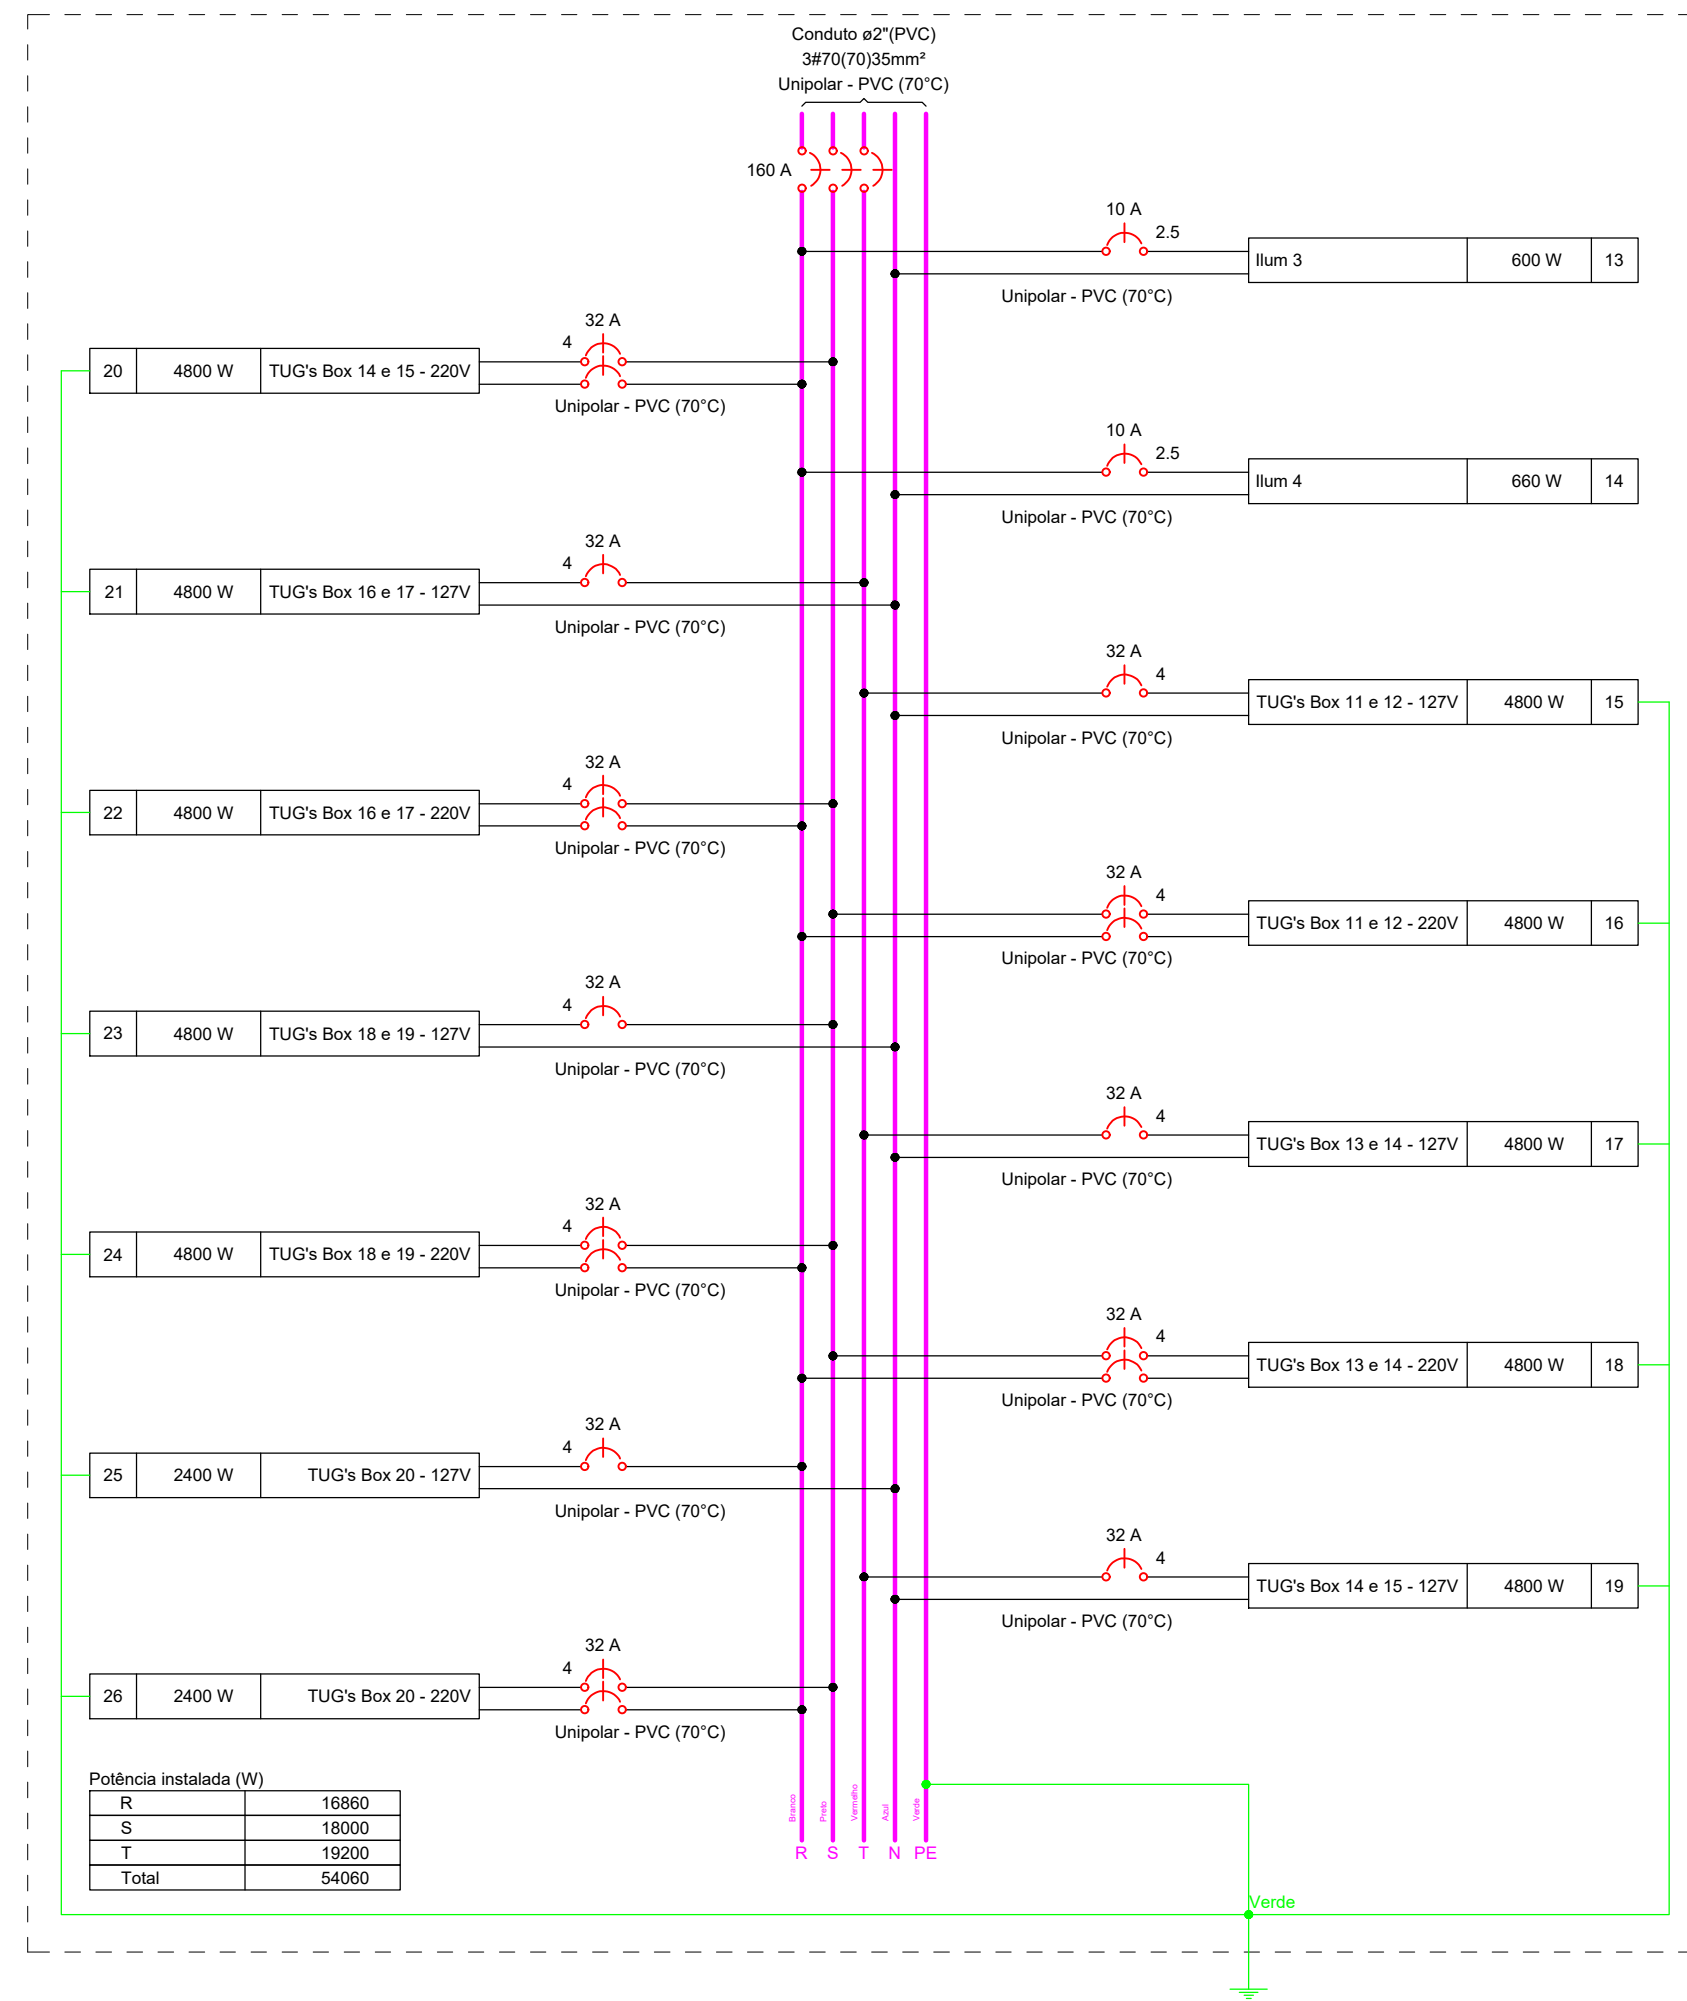 Conduto ø2"(PVC)
3#70(70)35mm²
Unipolar - PVC (70°C)
160 A
10 A
2.5
Ilum 3 600 W 13
Unipolar - PVC (70°C)
32 A
4
20 4800 W TUG's Box 14 e 15 - 220V
Unipolar - PVC (70°C)
10 A
2.5
Ilum 4 660 W 14
Unipolar - PVC (70°C)
32 A
4
21 4800 W TUG's Box 16 e 17 - 127V
Unipolar - PVC (70°C)
32 A
4
TUG's Box 11 e 12 - 127V 4800 W 15
Unipolar - PVC (70°C)
32 A
4
22 4800 W TUG's Box 16 e 17 - 220V
Unipolar - PVC (70°C)
32 A
4
TUG's Box 11 e 12 - 220V 4800 W 16
Unipolar - PVC (70°C)
32 A
4
23 4800 W TUG's Box 18 e 19 - 127V
Unipolar - PVC (70°C)
32 A
4
TUG's Box 13 e 14 - 127V 4800 W 17
Unipolar - PVC (70°C)
32 A
4
24 4800 W TUG's Box 18 e 19 - 220V
Unipolar - PVC (70°C)
32 A
4
TUG's Box 13 e 14 - 220V 4800 W 18
Unipolar - PVC (70°C)
32 A
4
25 2400 W TUG's Box 20 - 127V
Unipolar - PVC (70°C)
32 A
4
TUG's Box 14 e 15 - 127V 4800 W 19
Unipolar - PVC (70°C)
32 A
4
26 2400 W TUG's Box 20 - 220V
Unipolar - PVC (70°C)
Potência instalada (W)
R 16860
S 18000
T 19200
Total 54060
Branco
Preto
Vermelho
Azul
Verde
R S T N PE
Verde